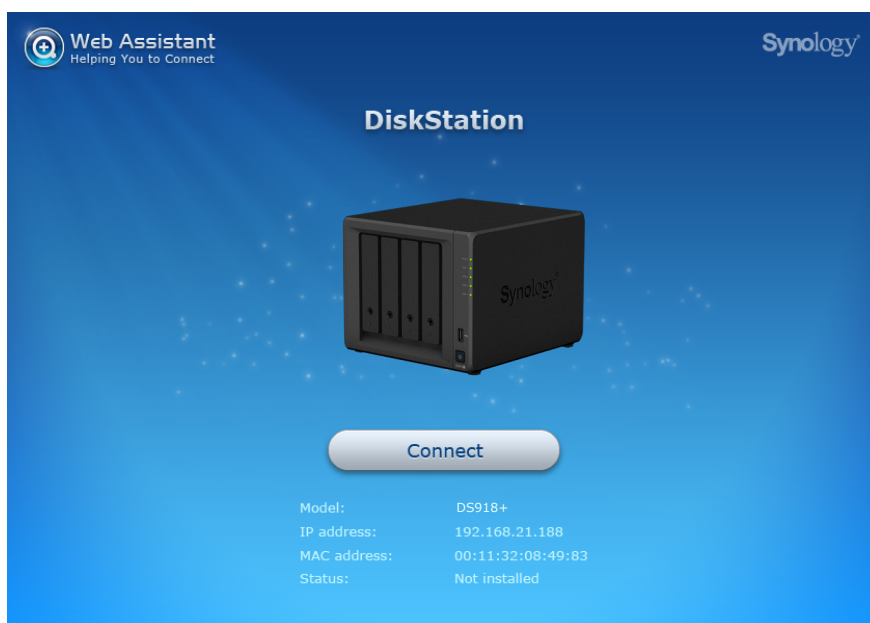 Web Assistant
Helping You to Connect
Synology
DiskStation
Synology
Connect
Model: DS918+
IP address: 192.168.21.188
MAC address: 00:11:32:08:49:83
Status: Not installed